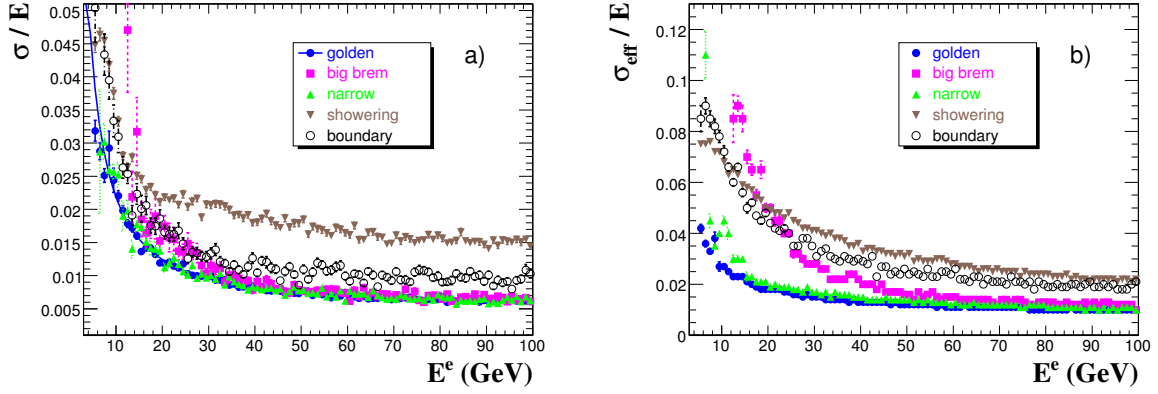 σ / E
0.05
0.045
0.04
0.035
0.03
0.025
0.02
0.015
0.01
0.005
10 20 30 40 50 60 70 80 90 100
E^e (GeV)
a)
golden
big brem
narrow
showering
boundary
σ_eff / E
0.12
0.1
0.08
0.06
0.04
0.02
0
10 20 30 40 50 60 70 80 90 100
E^e (GeV)
b)
golden
big brem
narrow
showering
boundary